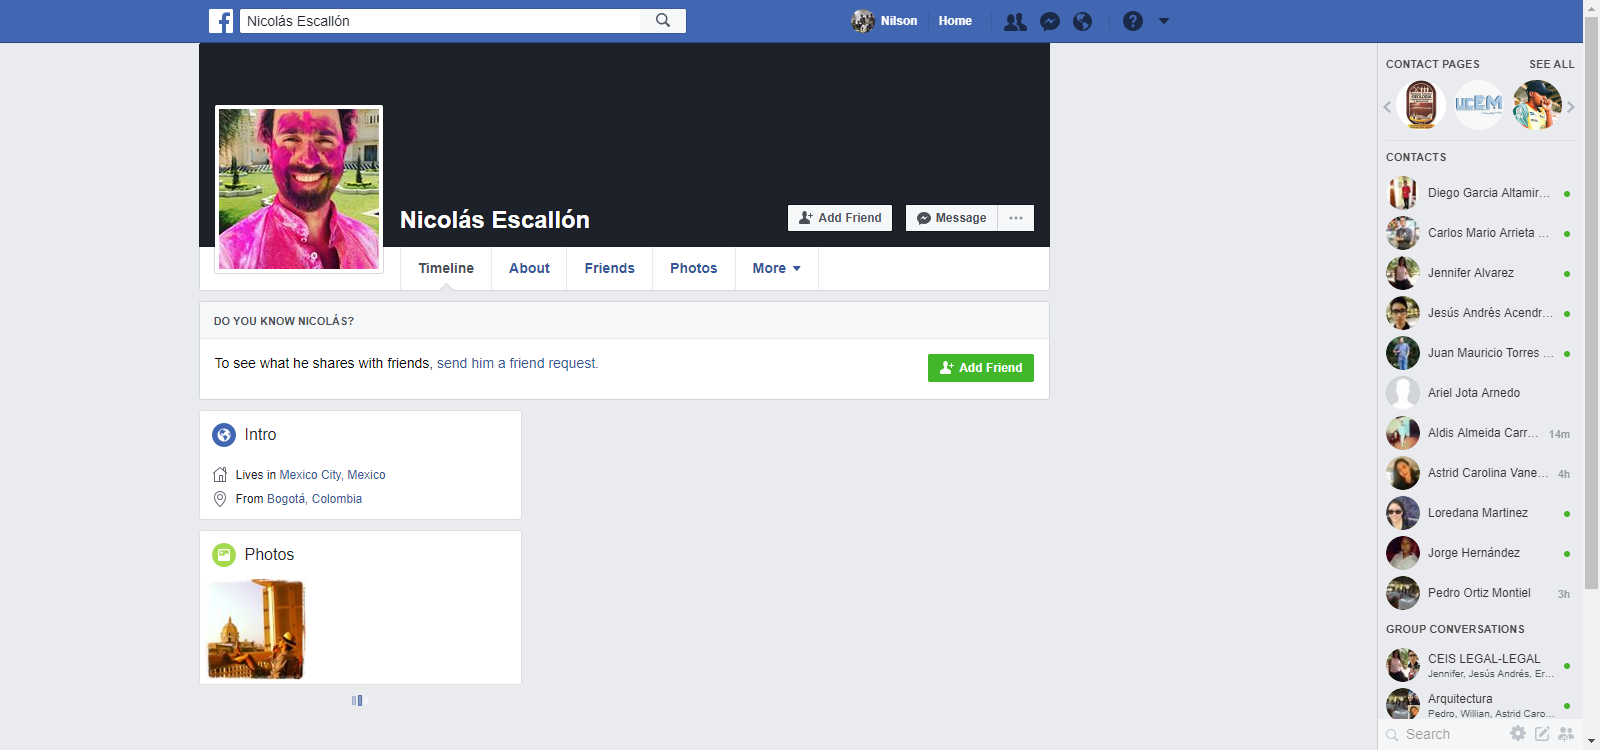 f
Nicolás Escallón
Nilson
Home
?
Nicolás Escallón
Add Friend
Message
Timeline
About
Friends
Photos
More
DO YOU KNOW NICOLÁS?
To see what he shares with friends, send him a friend request.
Add Friend
Intro
Lives in Mexico City, Mexico
From Bogotá, Colombia
Photos
CONTACT PAGES SEE ALL
UCEM
CONTACTS
Diego Garcia Altamir...
Carlos Mario Arrieta ...
Jennifer Alvarez
Jesús Andrés Acendr...
Juan Mauricio Torres ...
Ariel Jota Arnedo
Aldis Almeida Carr... 14m
Astrid Carolina Vane... 4h
Loredana Martinez
Jorge Hernández
Pedro Ortiz Montiel 3h
GROUP CONVERSATIONS
CEIS LEGAL-LEGAL
Jennifer, Jesús Andrés, Er...
Arquitectura
Pedro, Willian, Astrid Caro...
Search